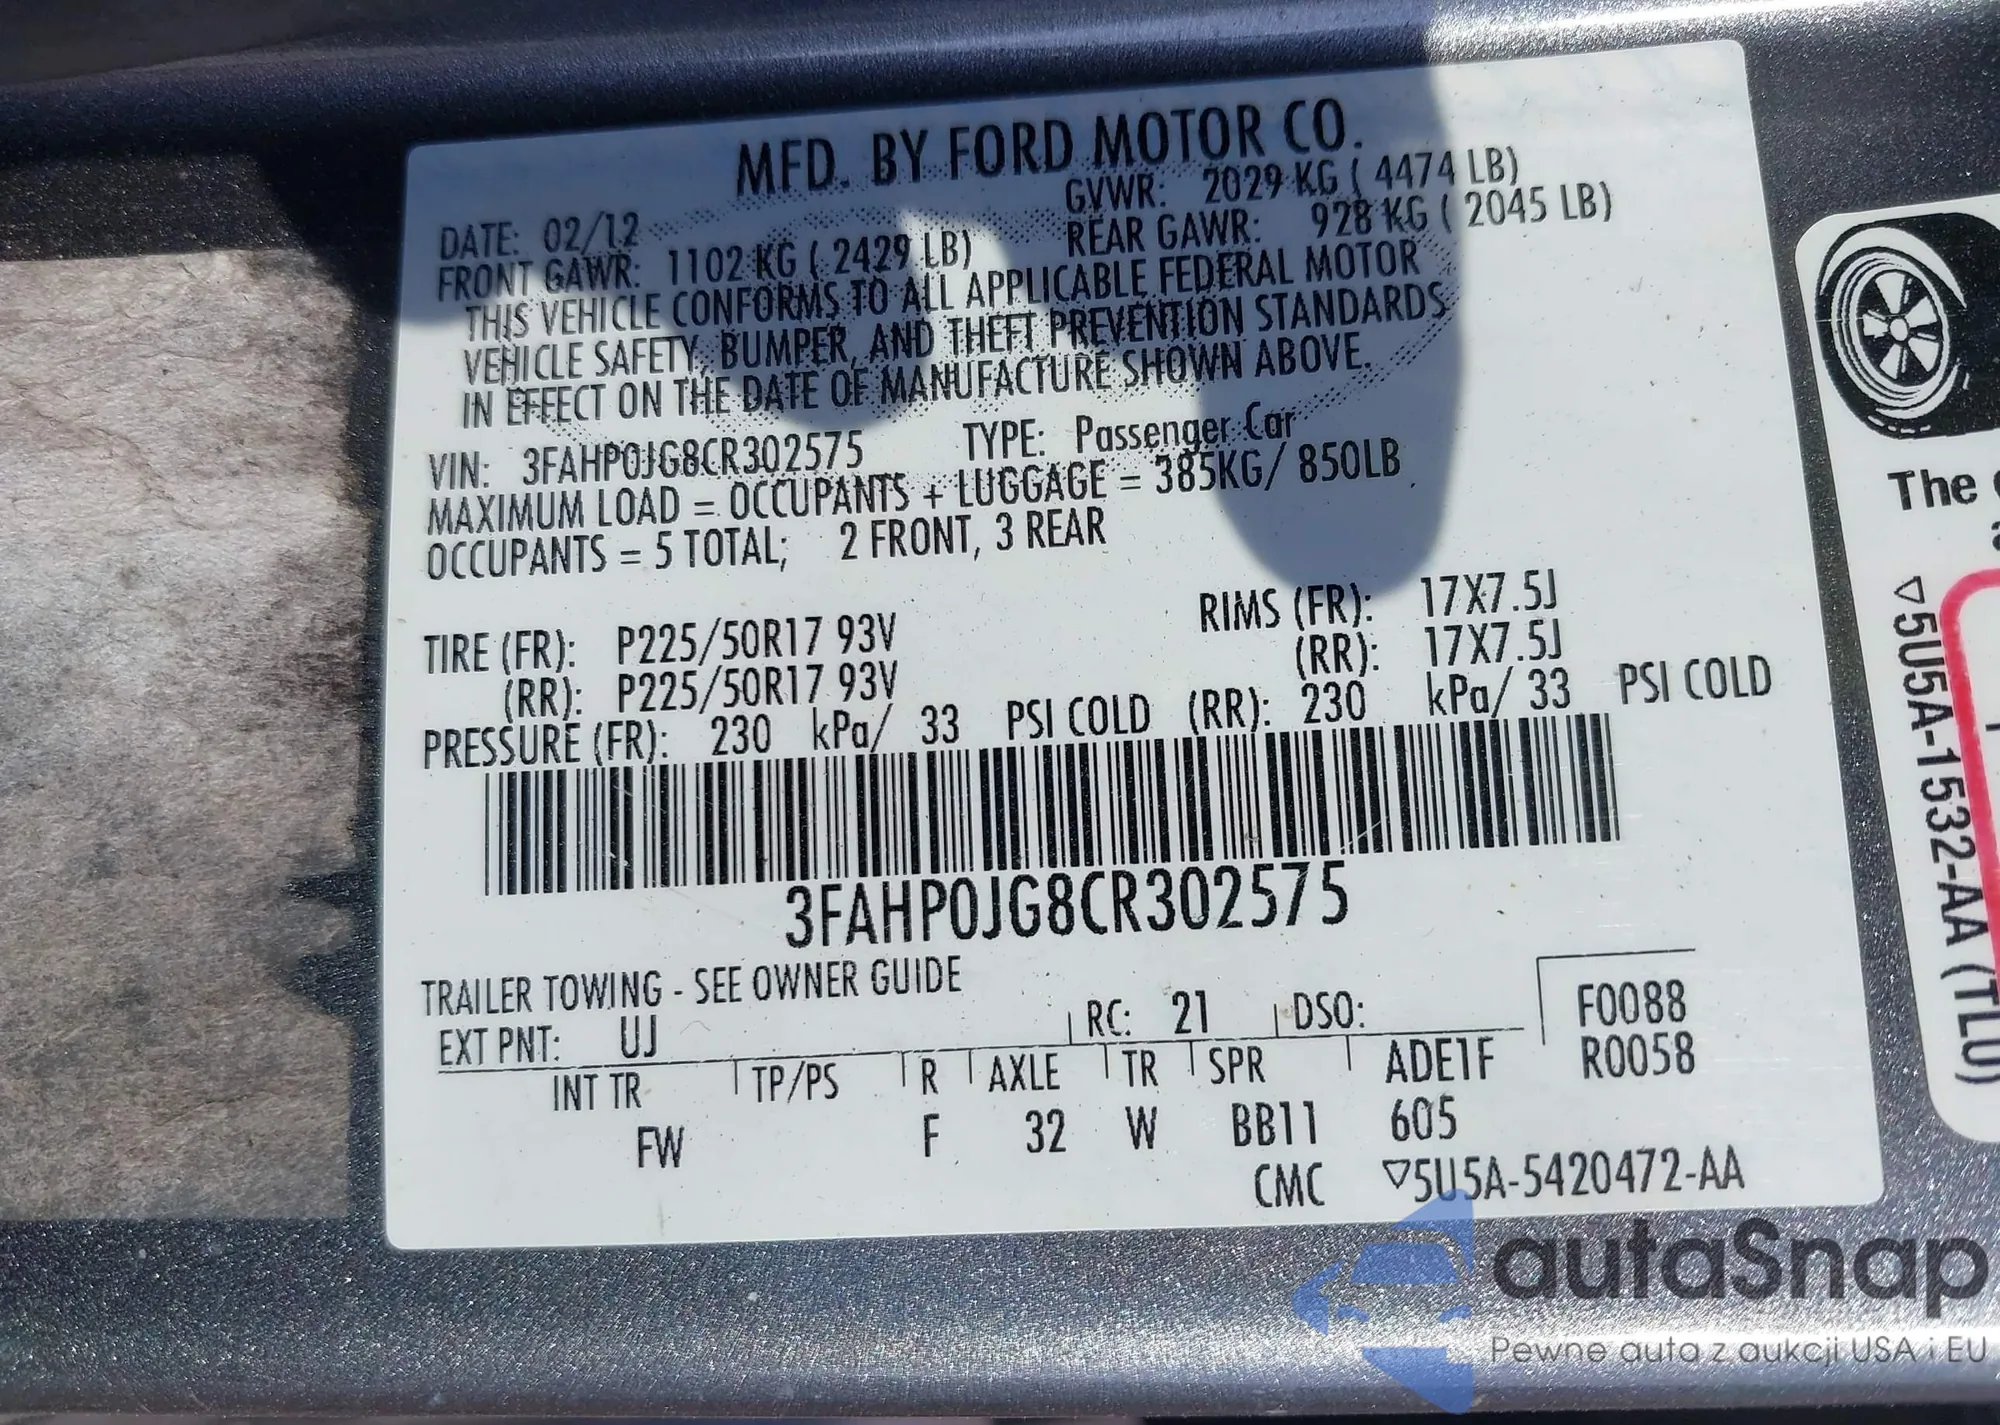 MFD. BY FORD MOTOR CO.
DATE: 02/12 GVWR: 2029 KG ( 4474 LB)
FRONT GAWR: 1102 KG ( 2429 LB) REAR GAWR: 928 KG ( 2045 LB)
THIS VEHICLE CONFORMS TO ALL APPLICABLE FEDERAL MOTOR
VEHICLE SAFETY, BUMPER, AND THEFT PREVENTION STANDARDS
IN EFFECT ON THE DATE OF MANUFACTURE SHOWN ABOVE.
VIN: 3FAHP0JG8CR302575 TYPE: Passenger Car
MAXIMUM LOAD = OCCUPANTS + LUGGAGE = 385KG/ 850LB
OCCUPANTS = 5 TOTAL; 2 FRONT, 3 REAR
TIRE (FR): P225/50R17 93V RIMS (FR): 17X7.5J
(RR): P225/50R17 93V (RR): 17X7.5J
PRESSURE (FR): 230 kPa/ 33 PSI COLD (RR): 230 kPa/ 33 PSI COLD
3FAHP0JG8CR302575
TRAILER TOWING - SEE OWNER GUIDE
EXT PNT: UJ RC: 21 DSO: F0088
INT TR TP/PS R AXLE TR SPR ADE1F R0058
FW F 32 W BB11 605
CMC ▽5U5A-5420472-AA
The
▽5U5A-1532-AA (TLU)
autaSnap
Pewne auta z aukcji USA i EU